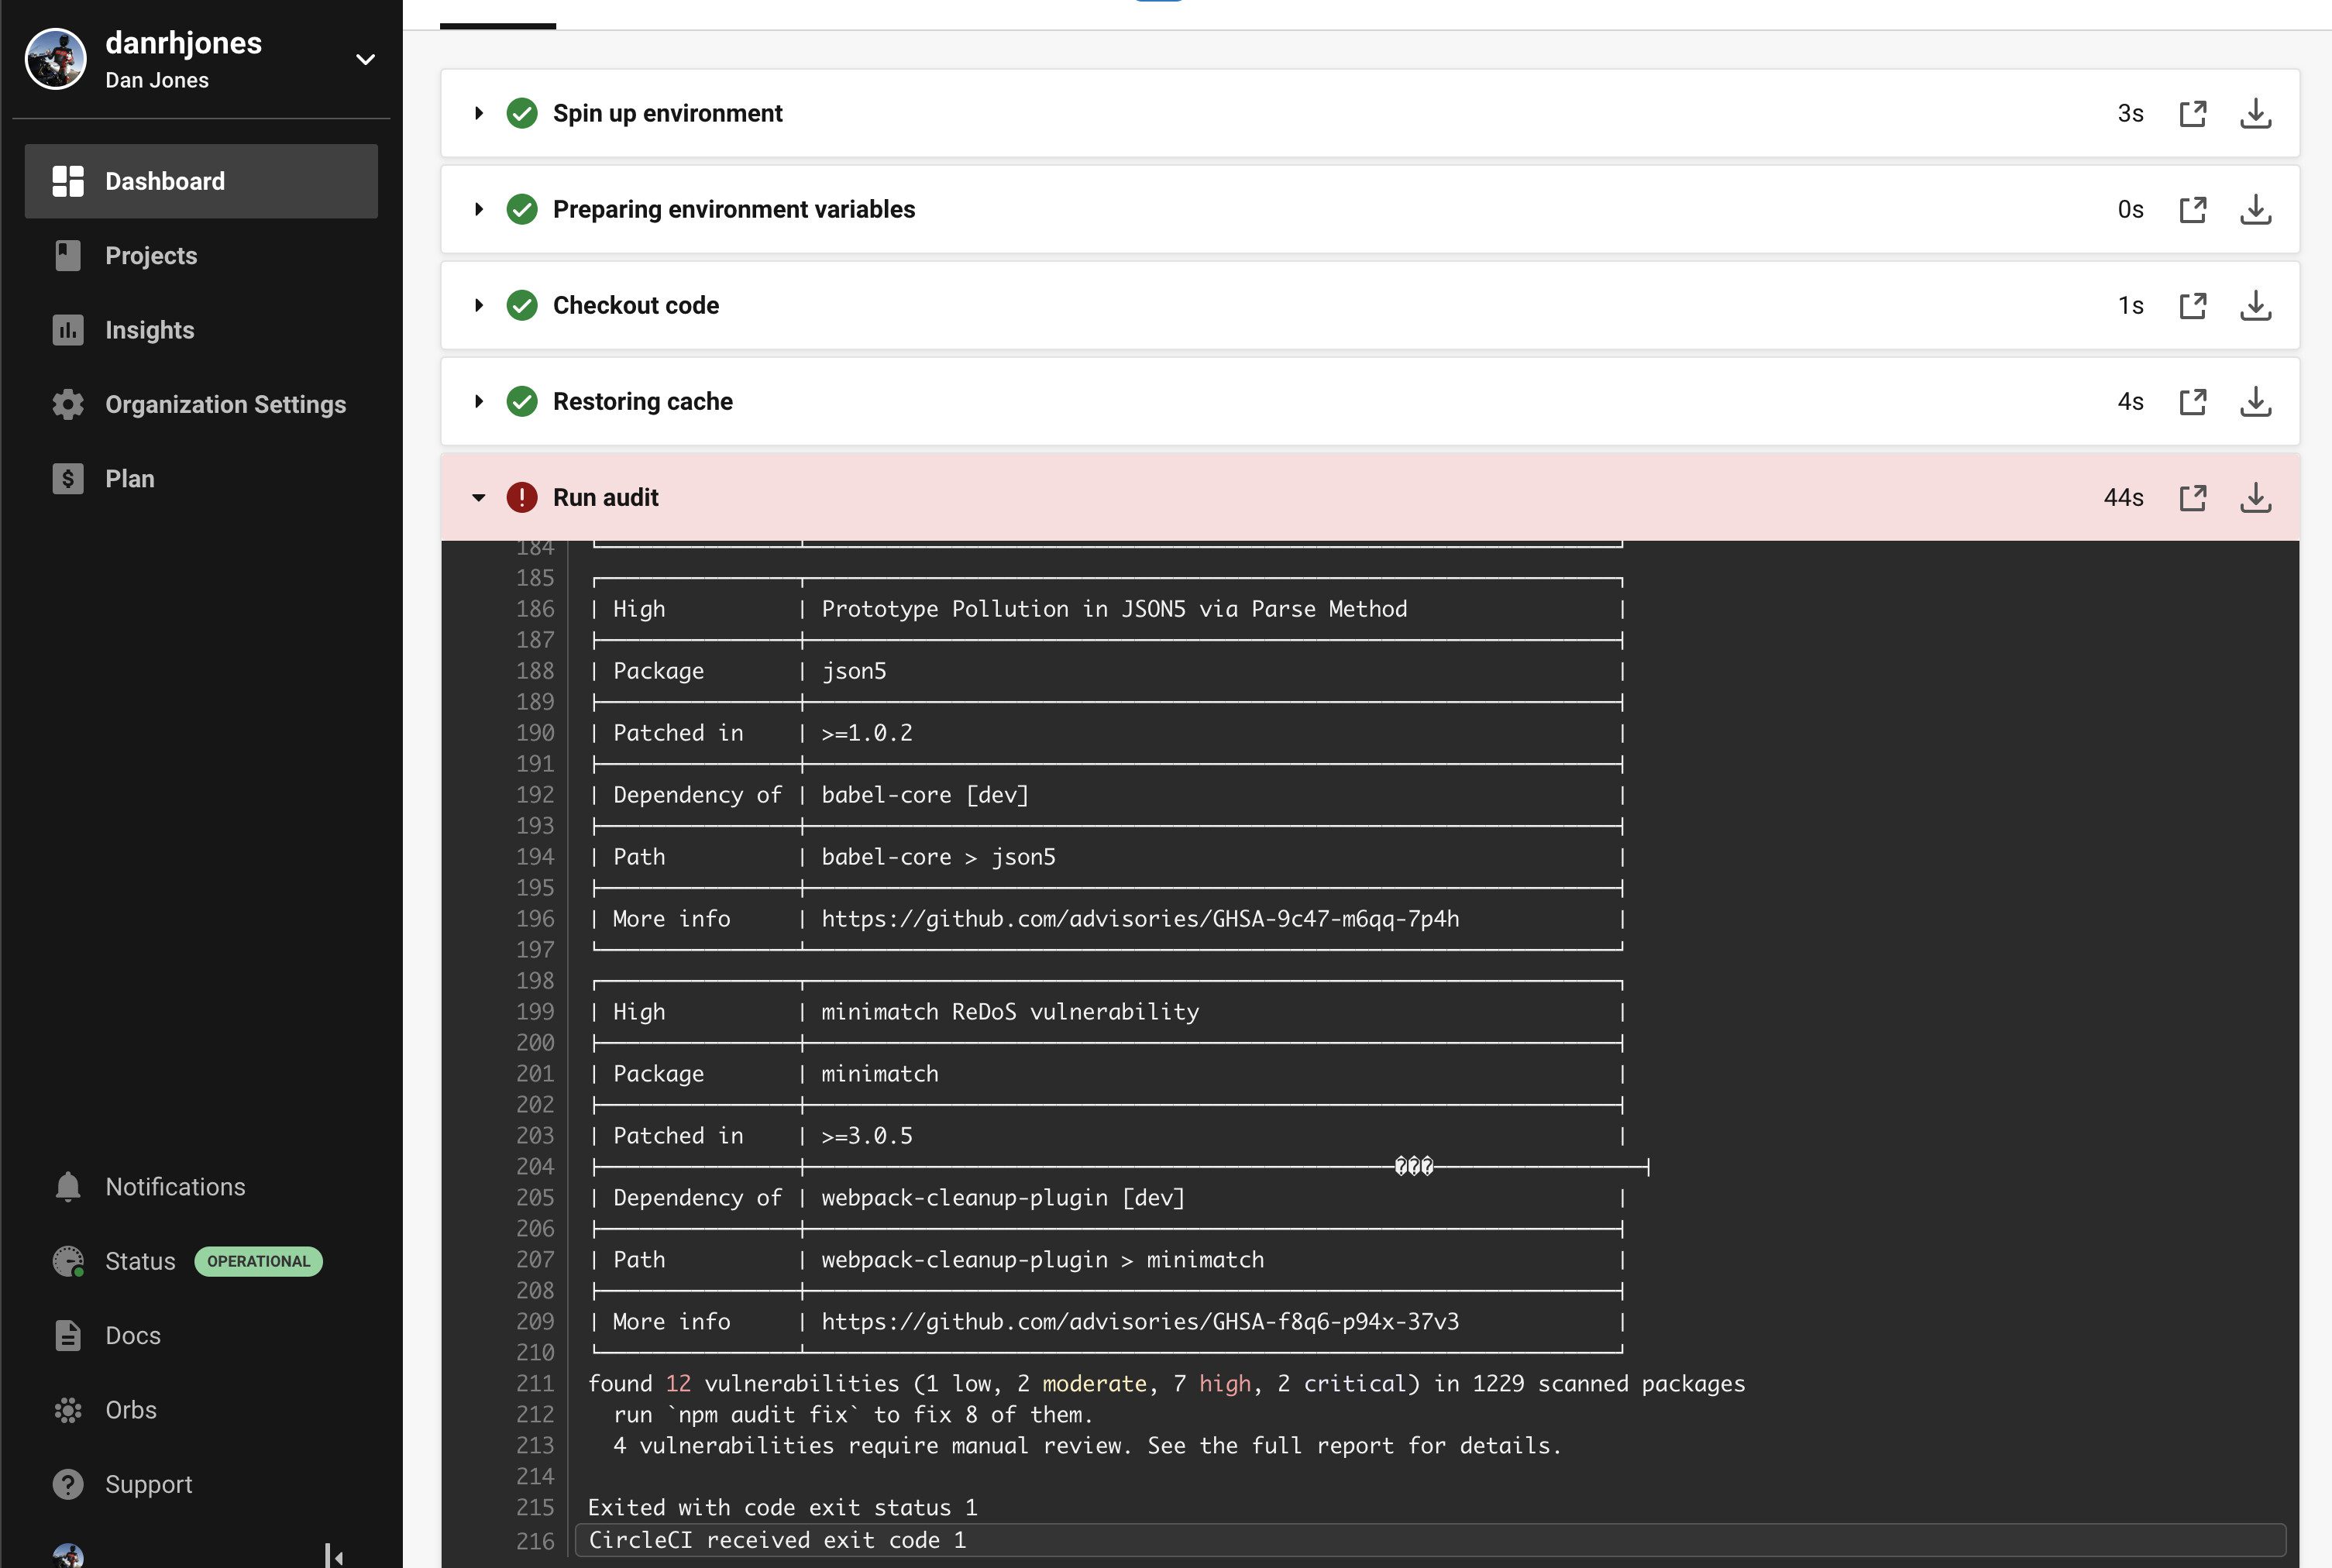 danrhjones
Dan Jones
Dashboard
Projects
Insights
Organization Settings
Plan
Notifications
Status OPERATIONAL
Docs
Orbs
Support
Spin up environment 3s
Preparing environment variables 0s
Checkout code 1s
Restoring cache 4s
Run audit 44s
184
185
186 | High | Prototype Pollution in JSON5 via Parse Method |
187
188 | Package | json5 |
189
190 | Patched in | >=1.0.2 |
191
192 | Dependency of | babel-core [dev] |
193
194 | Path | babel-core > json5 |
195
196 | More info | https://github.com/advisories/GHSA-9c47-m6qq-7p4h |
197
198
199 | High | minimatch ReDoS vulnerability |
200
201 | Package | minimatch |
202
203 | Patched in | >=3.0.5 |
204 ���
205 | Dependency of | webpack-cleanup-plugin [dev] |
206
207 | Path | webpack-cleanup-plugin > minimatch |
208
209 | More info | https://github.com/advisories/GHSA-f8q6-p94x-37v3 |
210
211 found 12 vulnerabilities (1 low, 2 moderate, 7 high, 2 critical) in 1229 scanned packages
212 run `npm audit fix` to fix 8 of them.
213 4 vulnerabilities require manual review. See the full report for details.
214
215 Exited with code exit status 1
216 CircleCI received exit code 1